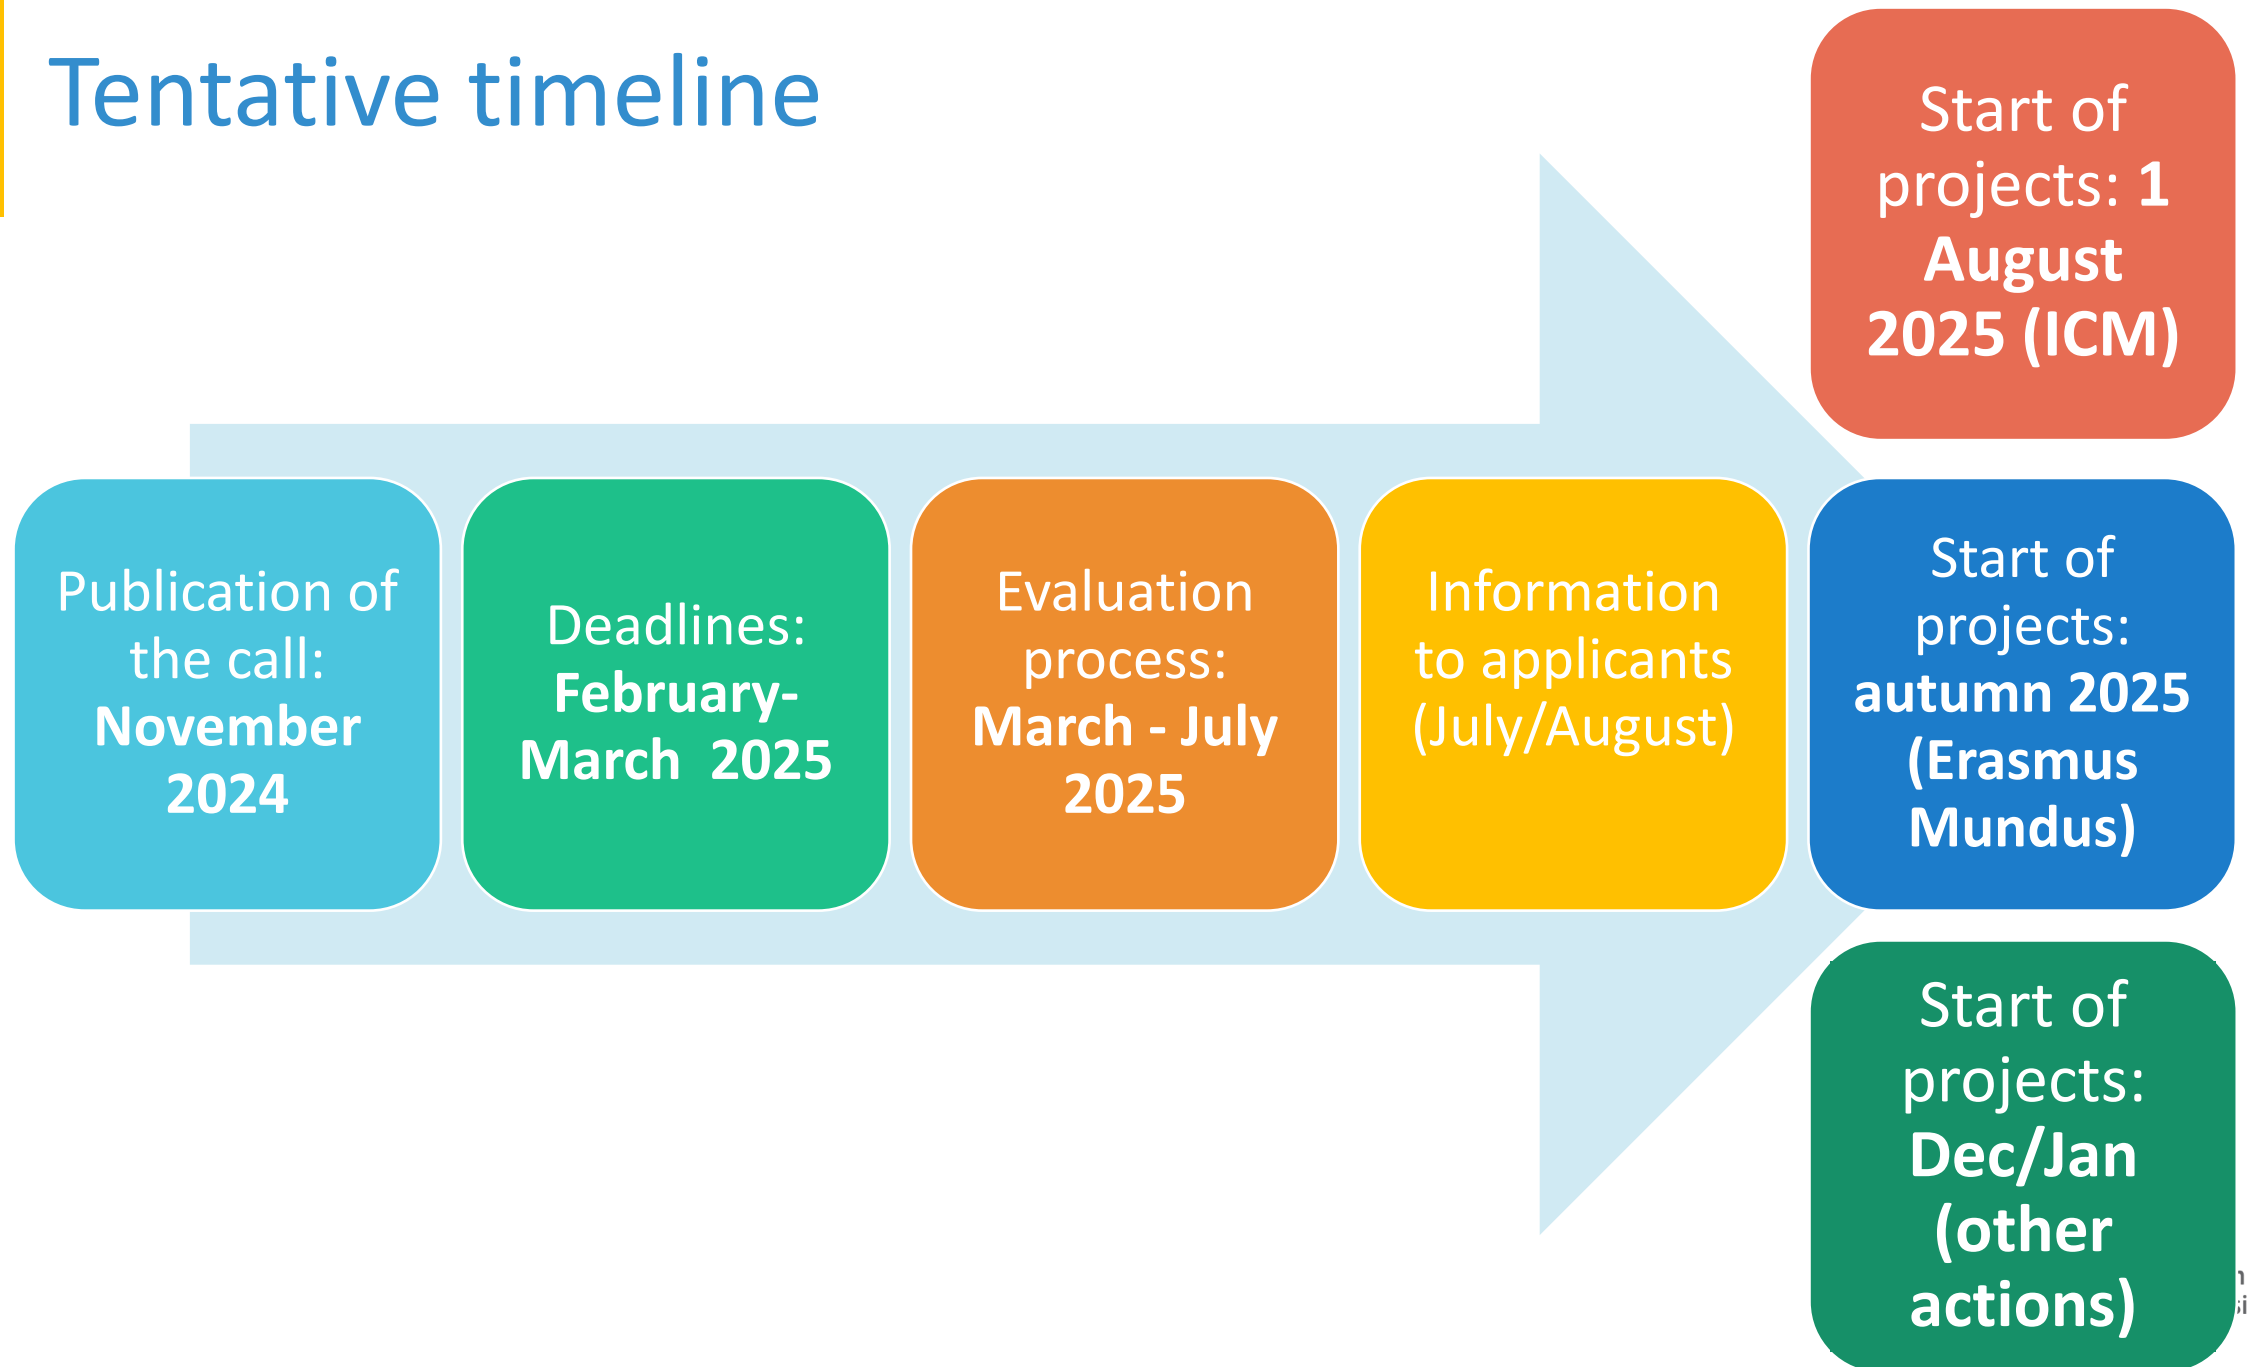 Tentative timeline
Publication of
the call:
November
2024
Deadlines:
February-
March  2025
Evaluation
process:
March - July
2025
Information
to applicants
(July/August)
Start of
projects: 1
August
2025 (ICM)
Start of
projects:
autumn 2025
(Erasmus
Mundus)
Start of
projects:
Dec/Jan
(other
actions)